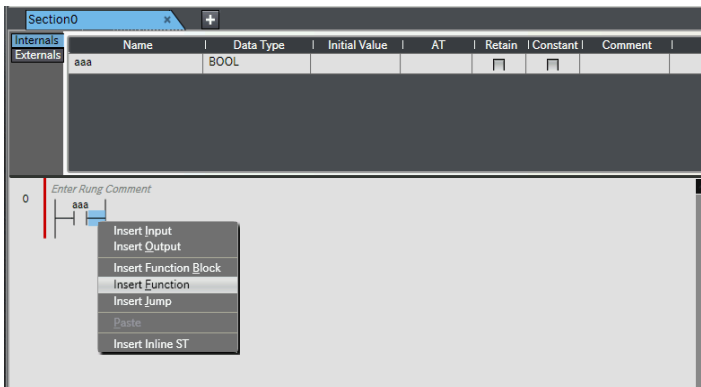 Section0 × +
Internals
Externals
Name Data Type Initial Value AT Retain Constant Comment
aaa BOOL
Enter Rung Comment
0
aaa
Insert Input
Insert Output
Insert Function Block
Insert Function
Insert Jump
Paste
Insert Inline ST